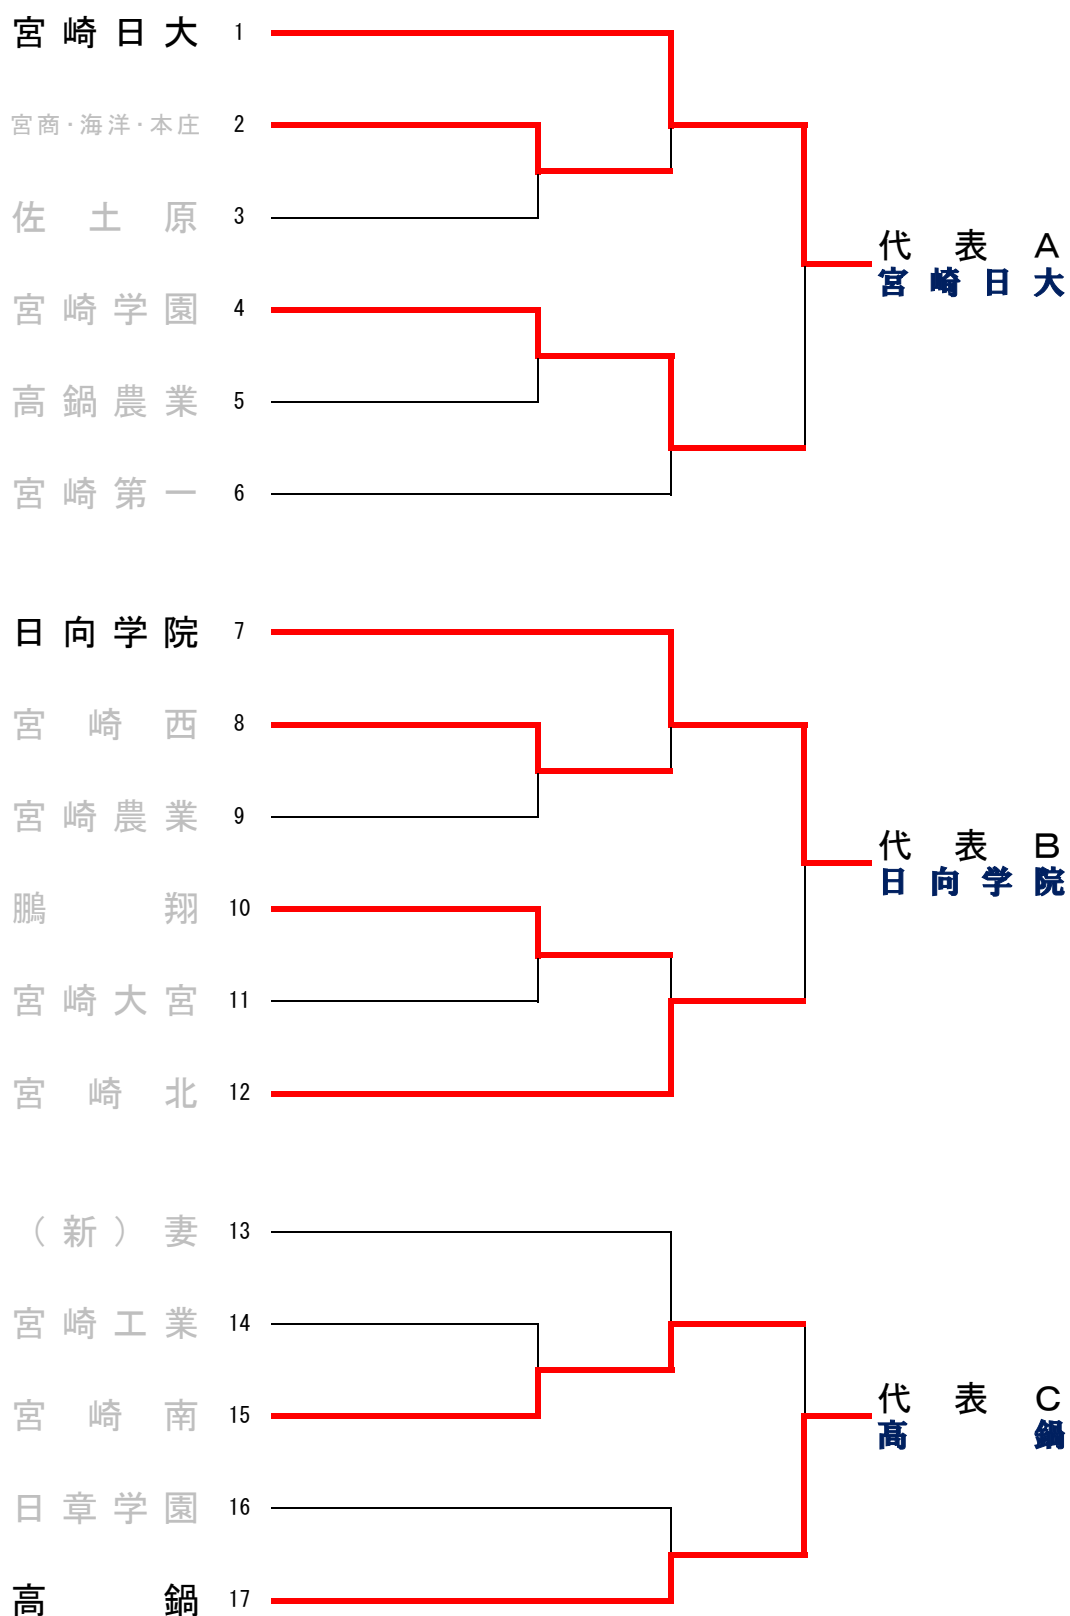 宮崎日大 1
宮商・海洋・本庄 2
佐土原 3
代表A
宮崎日大
宮崎学園 4
高鍋農業 5
宮崎第一 6
日向学院 7
宮崎西 8
宮崎農業 9
代表B
日向学院
鵬翔 10
宮崎大宮 11
宮崎北 12
（新）妻 13
宮崎工業 14
宮崎南 15
代表C
高鍋
日章学園 16
高鍋 17